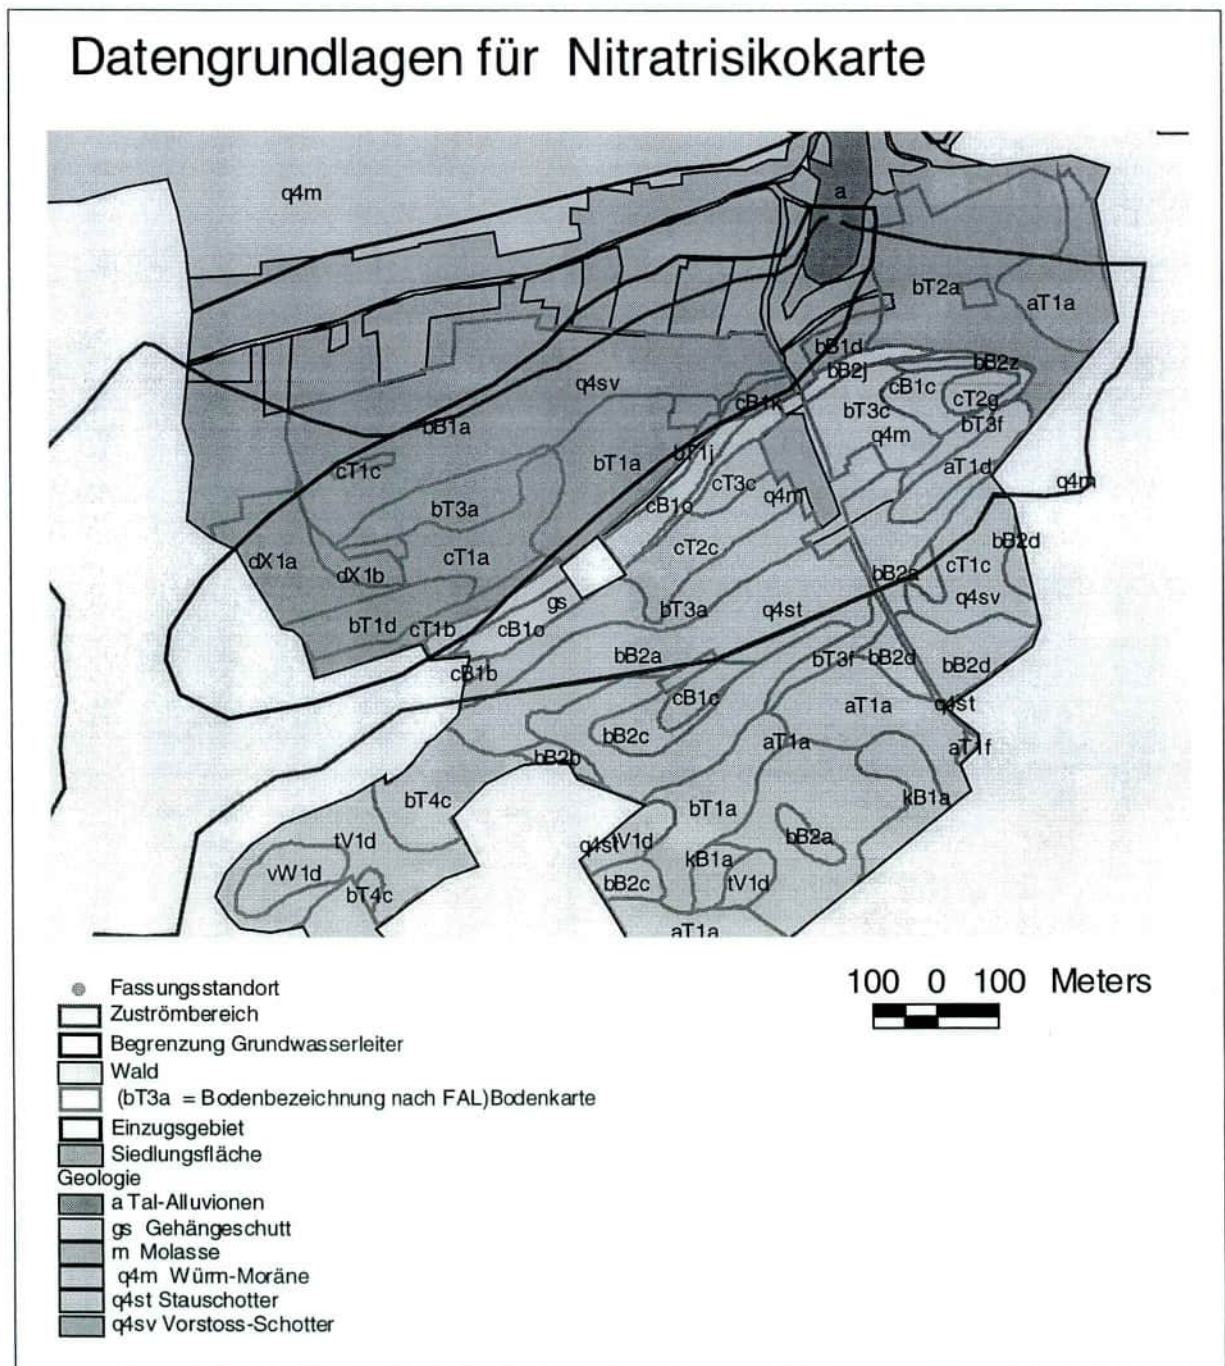 Datengrundlagen für Nitratrisikokarte
q4m
a
bT2a
aT1a
bB1d
bB2z
bB2j
q4sv
cB1c
cB1k
cT2g
bT3c
bB1a
bT3f
q4m
bT1j
bT1a
cT1c
aT1d
cT3c
q4m
q4m
cB1o
bT3a
bB2d
cT2c
cT1a
dX1a
cT1c
dX1b
bB2a
q4sv
gs
bT3a
q4st
bT1d
cT1b
cB1o
bB2a
bT3f
bB2d
bB2d
cB1b
cB1c
aT1a
q4st
bB2c
aT1a
aT1f
bB2b
bT4c
kB1a
bT1a
bB2a
tV1d
q4st
tV1d
kB1a
vW1d
bB2c
tV1d
bT4c
aT1a
100 0 100 Meters
Fassungsstandort
Zuströmbereich
Begrenzung Grundwasserleiter
Wald
(bT3a = Bodenbezeichnung nach FAL)Bodenkarte
Einzugsgebiet
Siedlungsfläche
Geologie
a Tal-Alluvionen
gs Gehängeschutt
m Molasse
q4m Würm-Moräne
q4st Stauschotter
q4sv Vorstoss-Schotter